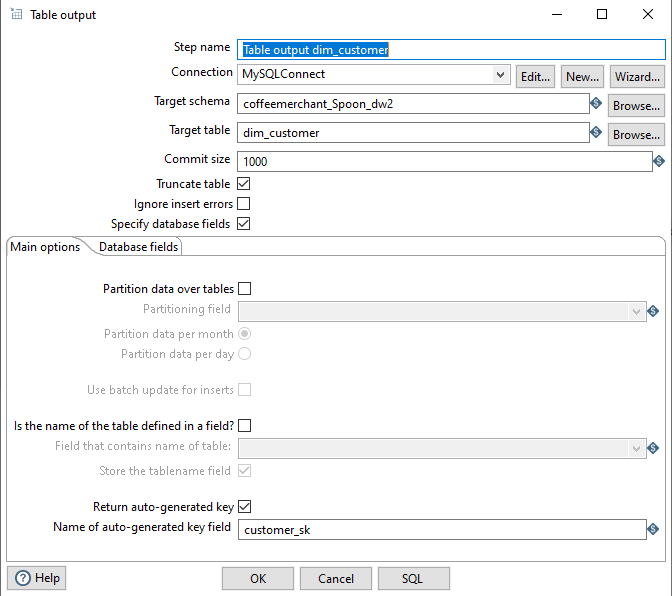 Table output
Step name Table output dim_customer
Connection MySQLConnect Edit... New... Wizard...
Target schema coffeemerchant_Spoon_dw2 Browse...
Target table dim_customer Browse...
Commit size 1000
Truncate table
Ignore insert errors
Specify database fields
Main options Database fields
Partition data over tables
Partitioning field
Partition data per month
Partition data per day
Use batch update for inserts
Is the name of the table defined in a field?
Field that contains name of table:
Store the tablename field
Return auto-generated key
Name of auto-generated key field customer_sk
Help OK Cancel SQL